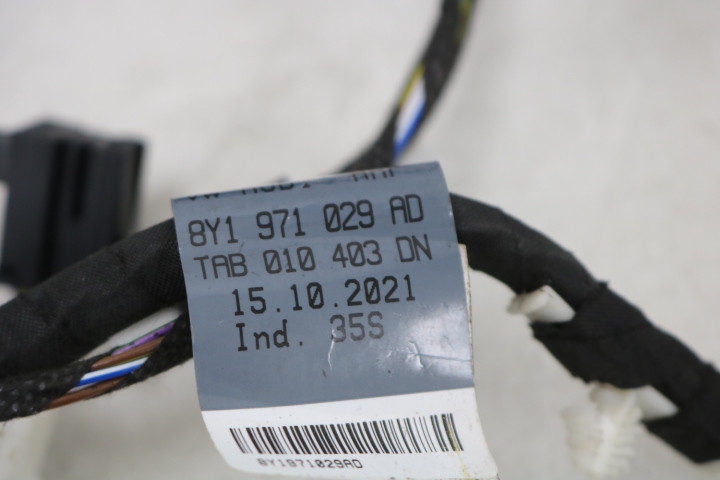 8Y1 971 029 AD
TAB 010 403 DN
15.10.2021
Ind. 35S
8Y1971029AD